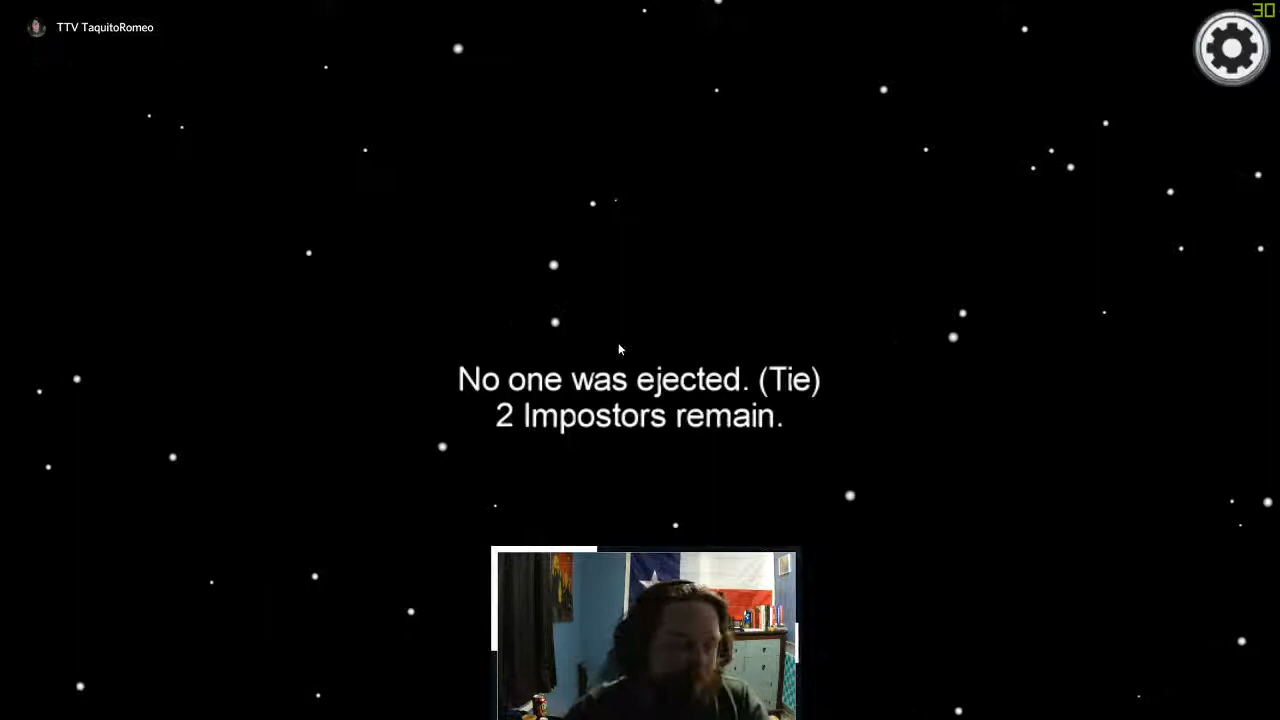 TTV TaquitoRomeo
30
No one was ejected. (Tie)
2 Impostors remain.